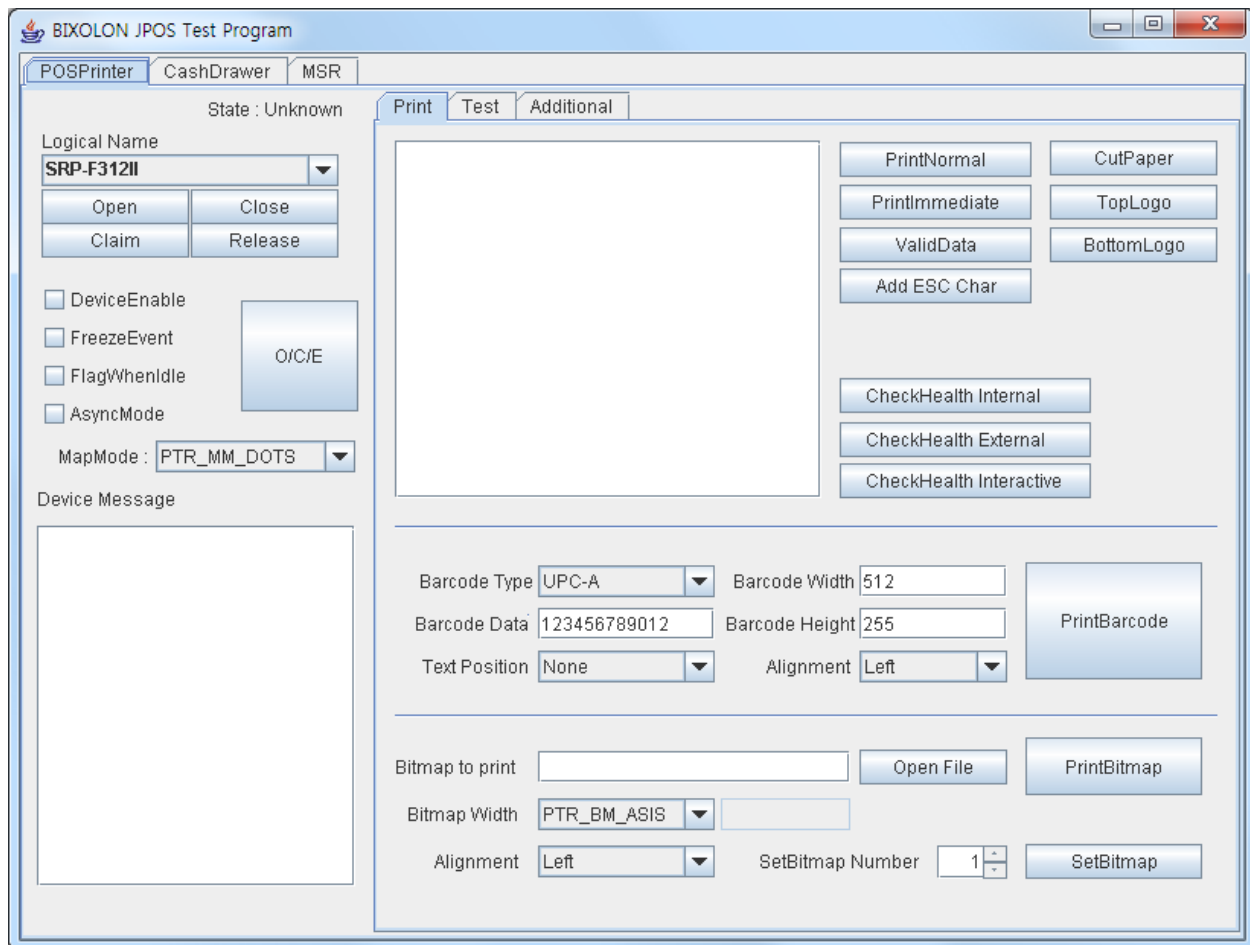 BIXOLON JPOS Test Program
POSPrinter CashDrawer MSR
State : Unknown
Logical Name
SRP-F312II
Open Close
Claim Release
DeviceEnable
FreezeEvent
FlagWhenIdle
AsyncMode
O/C/E
MapMode : PTR_MM_DOTS
Device Message
Print Test Additional
PrintNormal CutPaper
PrintImmediate TopLogo
ValidData BottomLogo
Add ESC Char
CheckHealth Internal
CheckHealth External
CheckHealth Interactive
Barcode Type UPC-A Barcode Width 512
Barcode Data 123456789012 Barcode Height 255
Text Position None Alignment Left
PrintBarcode
Bitmap to print Open File PrintBitmap
Bitmap Width PTR_BM_ASIS
Alignment Left SetBitmap Number 1 SetBitmap